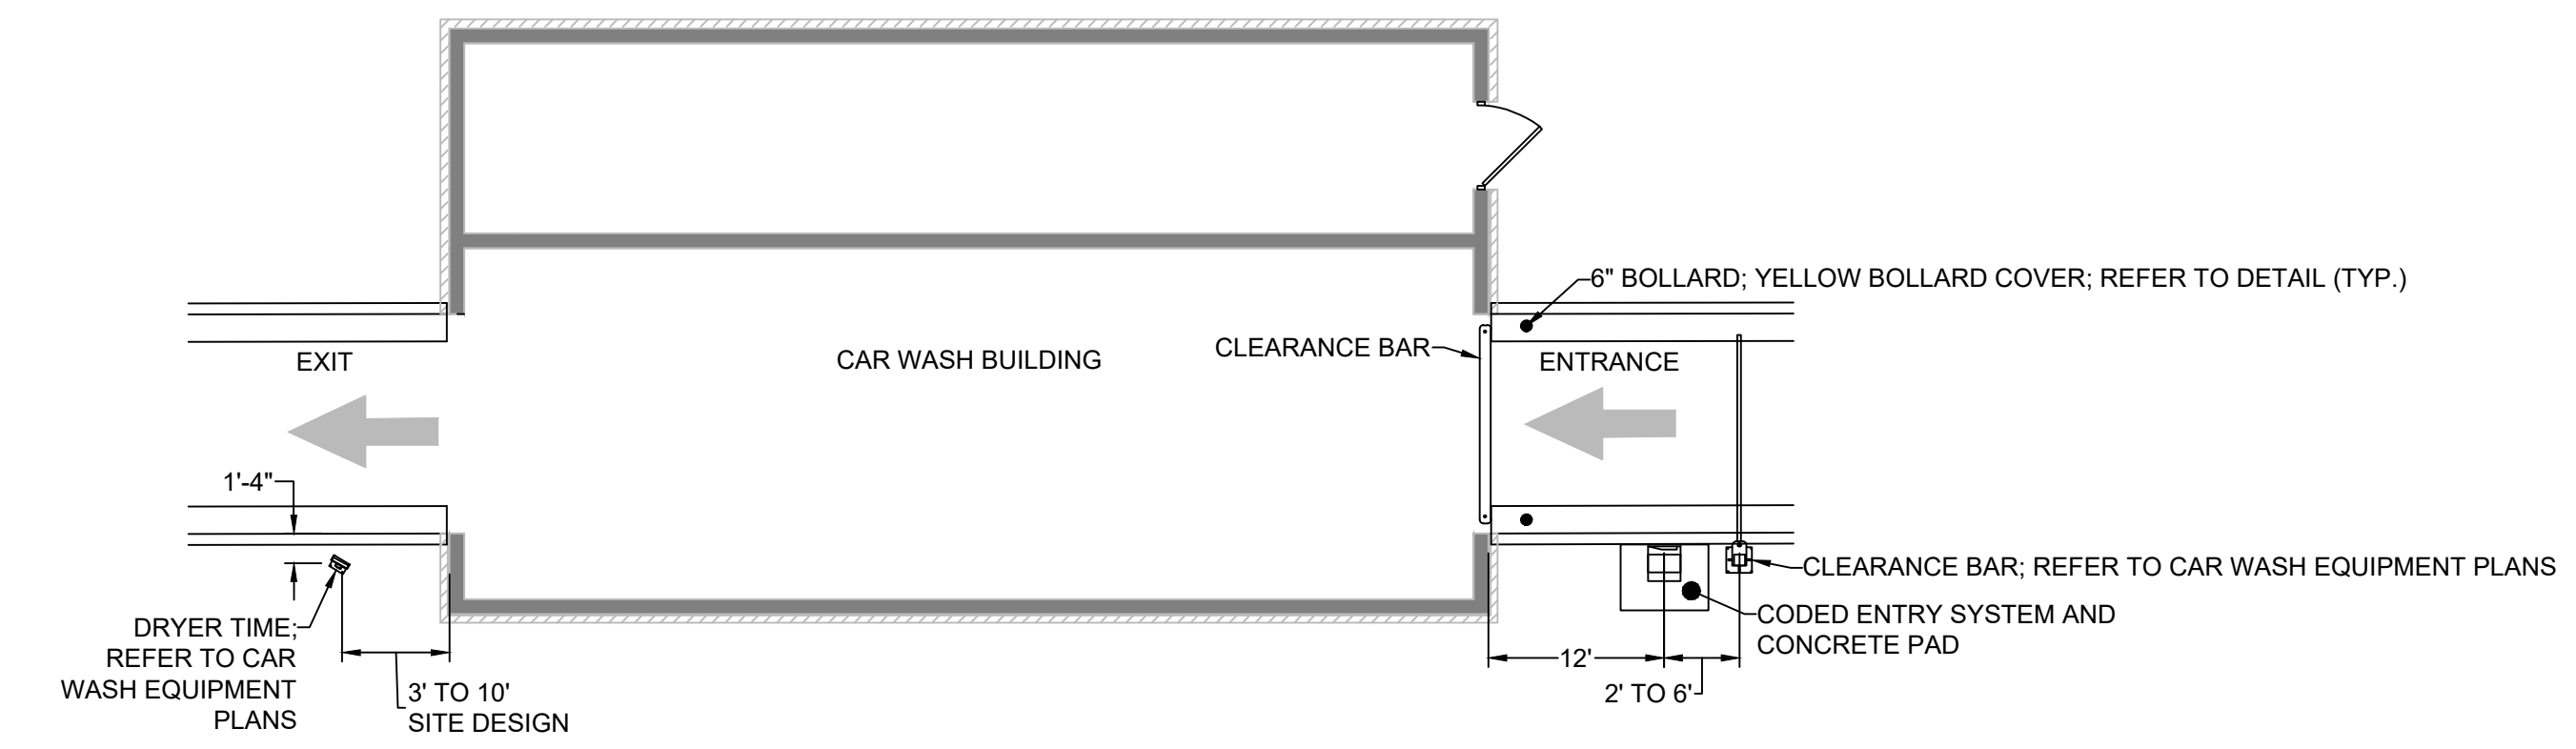 6" BOLLARD; YELLOW BOLLARD COVER; REFER TO DETAIL (TYP.)
CLEARANCE BAR
EXIT
CAR WASH BUILDING
ENTRANCE
1'-4"
CLEARANCE BAR; REFER TO CAR WASH EQUIPMENT PLANS
CODED ENTRY SYSTEM AND
CONCRETE PAD
DRYER TIME;
REFER TO CAR
WASH EQUIPMENT
PLANS
3' TO 10'
SITE DESIGN
12'
2' TO 6'